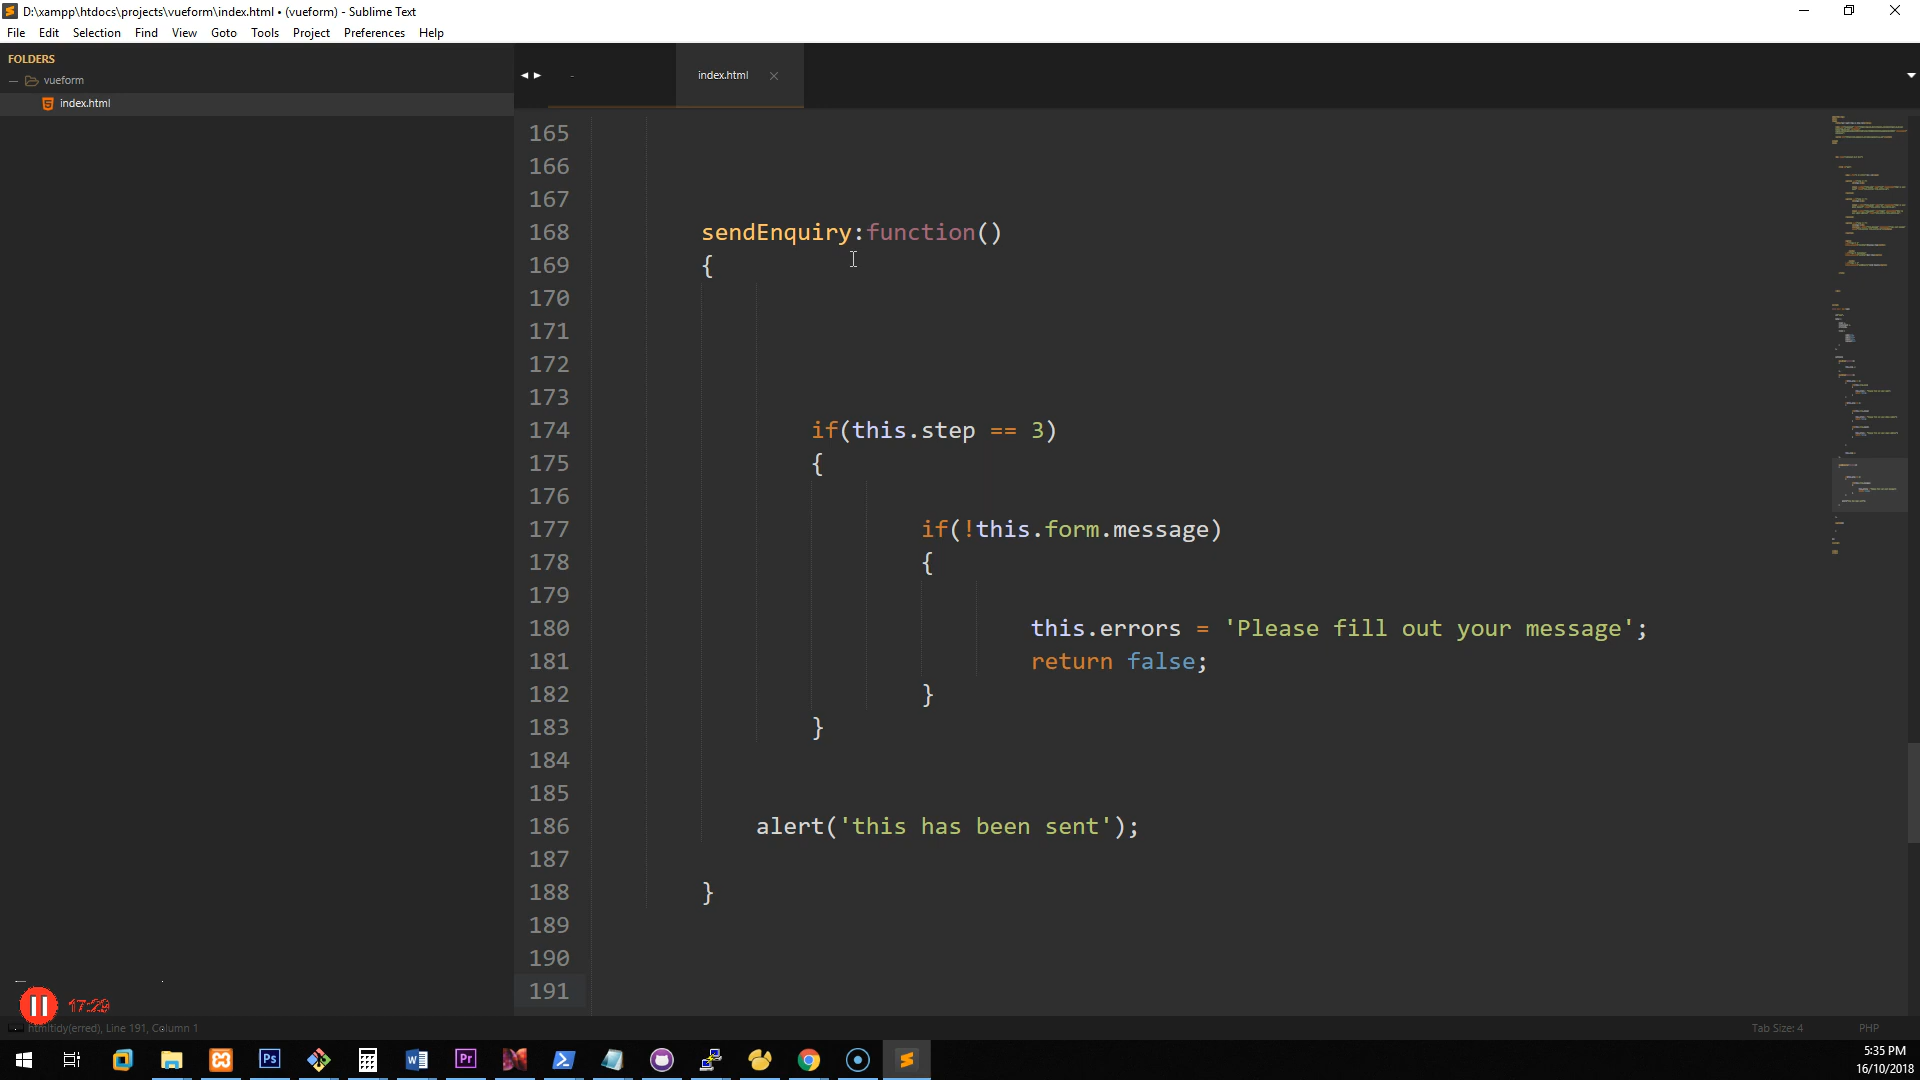 D:\xampp\htdocs\projects\vueform\index.html • (vueform) - Sublime Text
File Edit Selection Find View Goto Tools Project Preferences Help
FOLDERS
vueform
index.html
index.html
165
166
167
168 sendEnquiry:function()
169 {
170
171
172
173
174 if(this.step == 3)
175 {
176
177 if(!this.form.message)
178 {
179
180 this.errors = 'Please fill out your message';
181 return false;
182 }
183 }
184
185
186 alert('this has been sent');
187
188 }
189
190
191
17:29
htmltidy(erred), Line 191, Column 1
Tab Size: 4
PHP
Ps
Pr
5:35 PM
16/10/2018